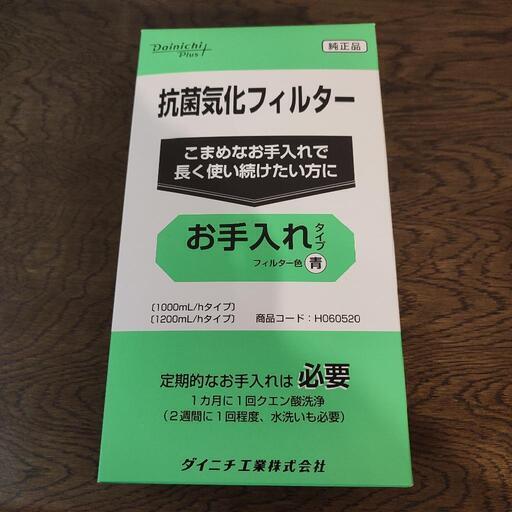 Dainichi Plus
純正品
抗菌気化フィルター
こまめなお手入れで
長く使い続けたい方に
お手入れタイプ
フィルター色 青
〔1000mL/hタイプ〕
〔1200mL/hタイプ〕 商品コード：H060520
定期的なお手入れは 必要
1カ月に1回クエン酸洗浄
（2週間に1回程度、水洗いも必要）
ダイニチ工業株式会社